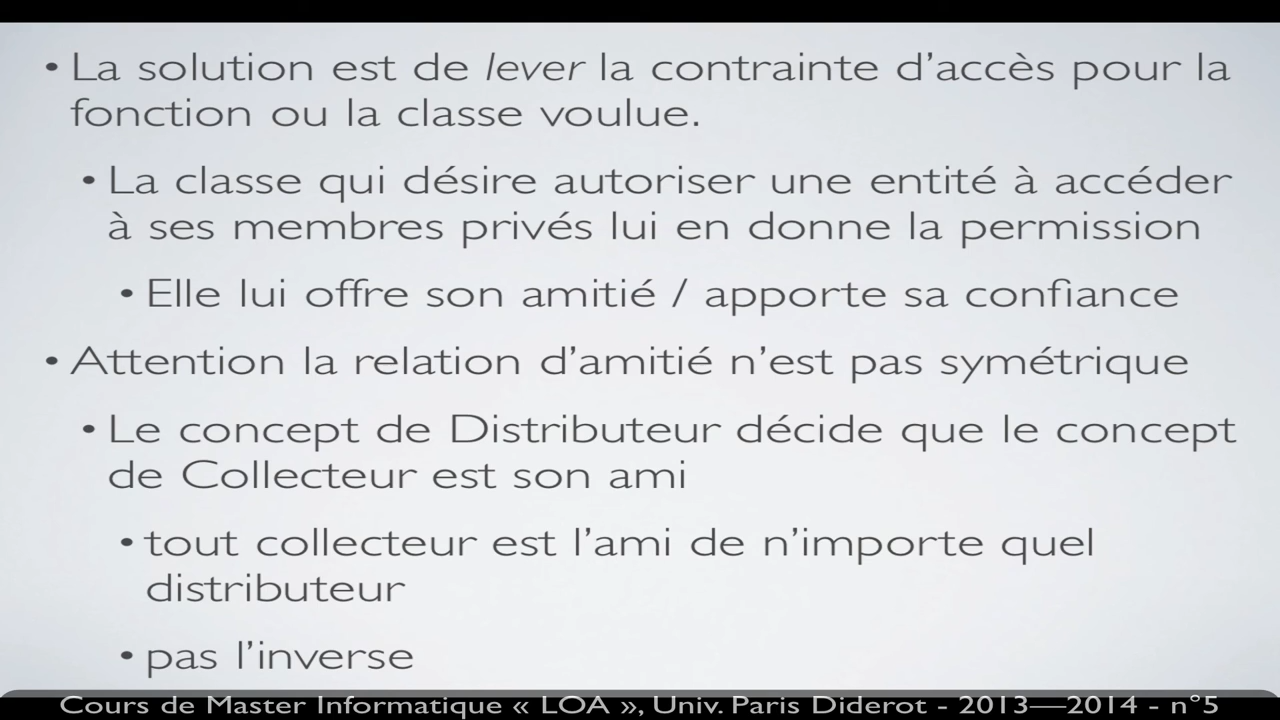 • La solution est de lever la contrainte d’accès pour la
fonction ou la classe voulue.
• La classe qui désire autoriser une entité à accéder
à ses membres privés lui en donne la permission
• Elle lui offre son amitié / apporte sa confiance
• Attention la relation d’amitié n’est pas symétrique
• Le concept de Distributeur décide que le concept
de Collecteur est son ami
• tout collecteur est l’ami de n’importe quel
distributeur
• pas l’inverse
Cours de Master Informatique « LOA », Univ. Paris Diderot - 2013—2014 - n°5